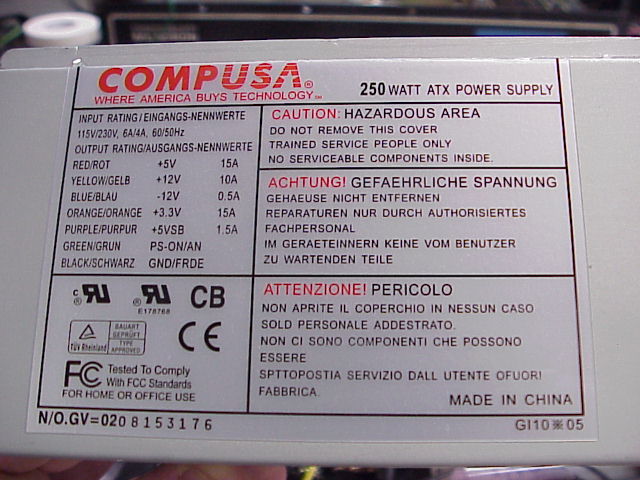 COMPUSA®
WHERE AMERICA BUYS TECHNOLOGY™
250 WATT ATX POWER SUPPLY
INPUT RATING/EINGANGS-NENNWERTE
115V/230V, 6A/4A, 60/50Hz
OUTPUT RATING/AUSGANGS-NENNWERTE
RED/ROT +5V 15A
YELLOW/GELB +12V 10A
BLUE/BLAU -12V 0.5A
ORANGE/ORANGE +3.3V 15A
PURPLE/PURPUR +5VSB 1.5A
GREEN/GRUN PS-ON/AN
BLACK/SCHWARZ GND/FRDE
CAUTION: HAZARDOUS AREA
DO NOT REMOVE THIS COVER
TRAINED SERVICE PEOPLE ONLY
NO SERVICEABLE COMPONENTS INSIDE.
ACHTUNG! GEFAEHRLICHE SPANNUNG
GEHAEUSE NICHT ENTFERNEN
REPARATUREN NUR DURCH AUTHORISIERTES
FACHPERSONAL
IM GERAETEINNERN KEINE VOM BENUTZER
ZU WARTENDEN TEILE
ATTENZIONE! PERICOLO
NON APRITE IL COPERCHIO IN NESSUN CASO
SOLD PERSONALE ADDESTRATO.
NON CI SONO COMPONENTI CHE POSSONO
ESSERE
SPTTOPOSTIA SERVIZIO DALL UTENTE OFUORI
FABBRICA.
MADE IN CHINA
c RU® RU® CB
E178768
TÜV Rheinland
BAUART
GEPRÜFT
TYPE
APPROVED
CE
FC Tested To Comply
With FCC Standards
FOR HOME OR OFFICE USE
N/O.GV=0208153176
GI10※05